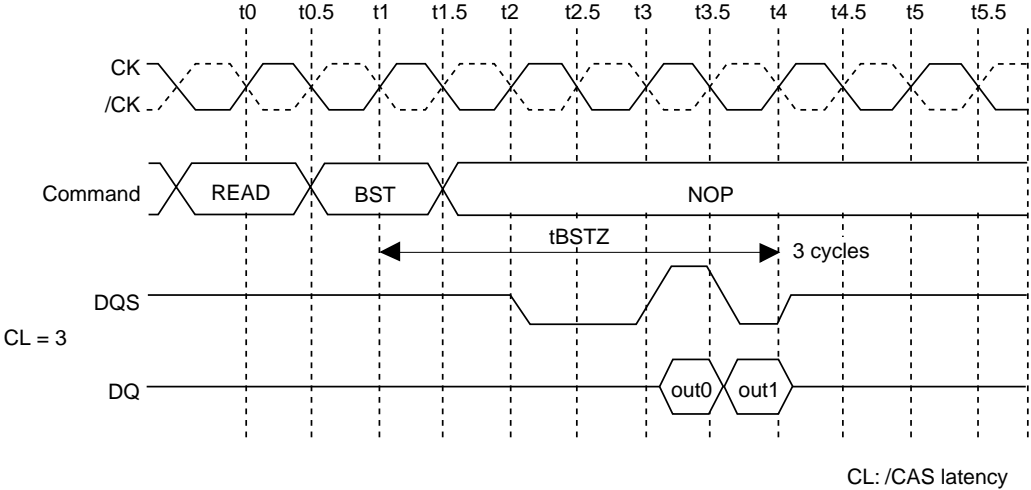 t0 t0.5 t1 t1.5 t2 t2.5 t3 t3.5 t4 t4.5 t5 t5.5
CK
/CK
Command READ BST NOP
tBSTZ 3 cycles
DQS
CL = 3
DQ out0 out1
CL: /CAS latency